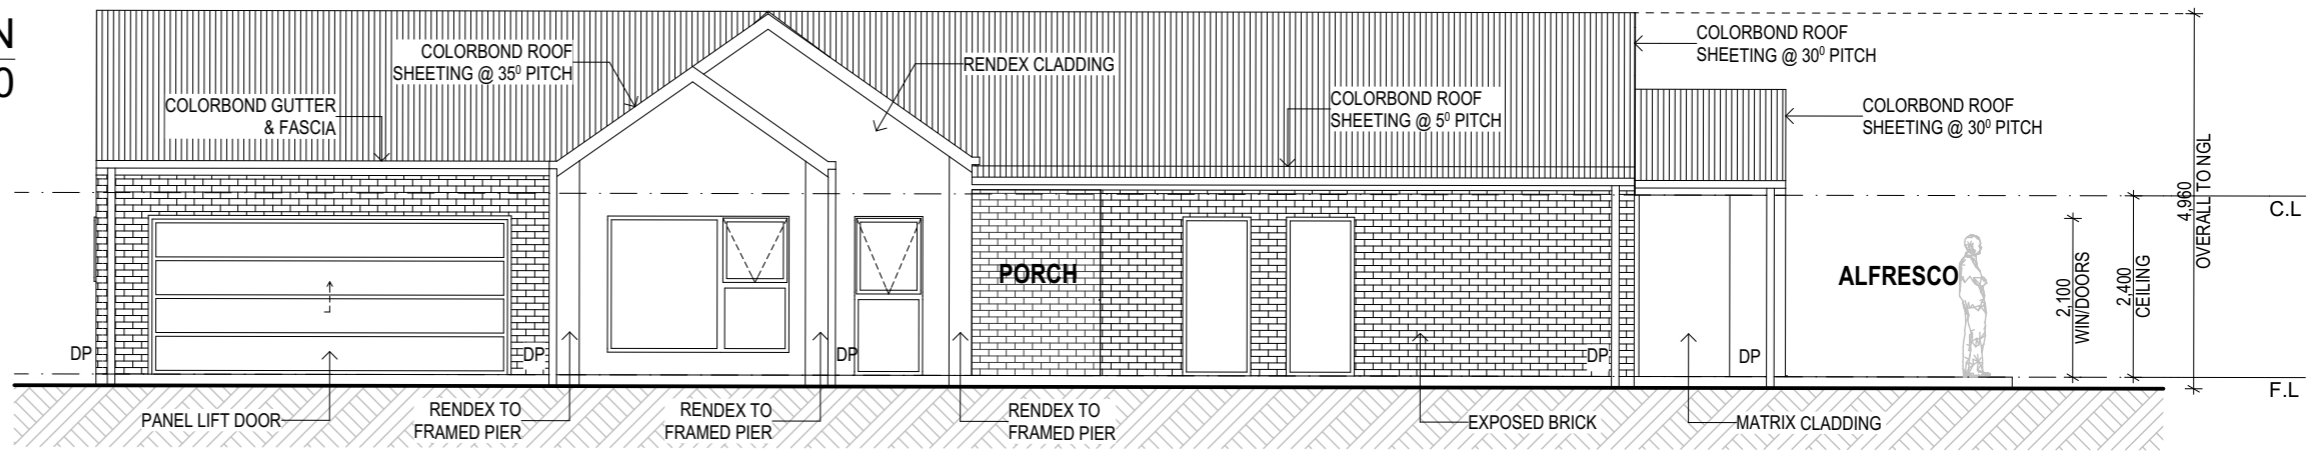 N
0
COLORBOND ROOF
SHEETING @ 35⁰ PITCH
COLORBOND GUTTER
& FASCIA
RENDEX CLADDING
COLORBOND ROOF
SHEETING @ 5⁰ PITCH
COLORBOND ROOF
SHEETING @ 30⁰ PITCH
COLORBOND ROOF
SHEETING @ 30⁰ PITCH
4,960
OVERALL TO NGL
C.L
PORCH
ALFRESCO
2,100
WIN/DOORS
2,400
CEILING
DP
DP
DP
DP
DP
F.L
PANEL LIFT DOOR
RENDEX TO
FRAMED PIER
RENDEX TO
FRAMED PIER
RENDEX TO
FRAMED PIER
EXPOSED BRICK
MATRIX CLADDING